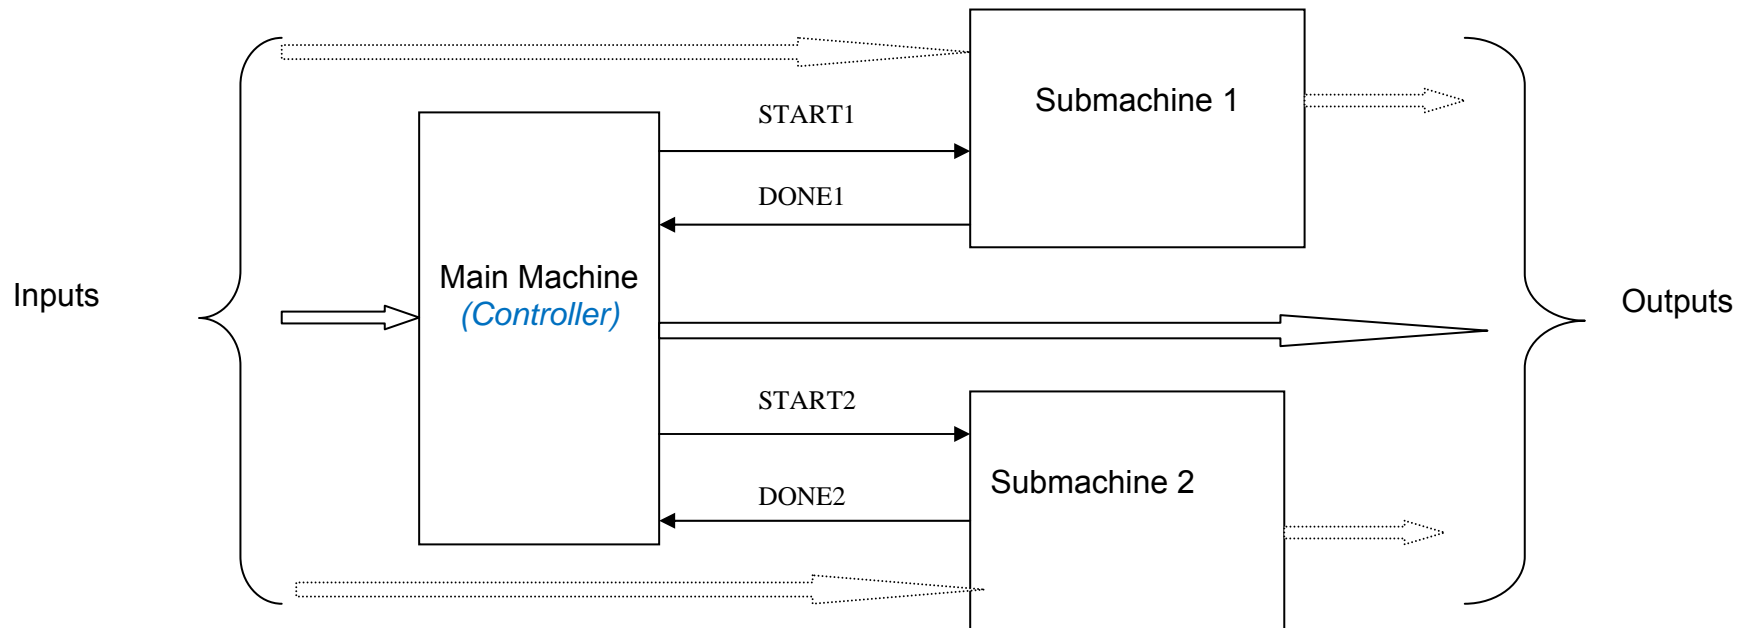 Submachine 1
START1
DONE1
Main Machine
(Controller)
Inputs
Outputs
START2
Submachine 2
DONE2